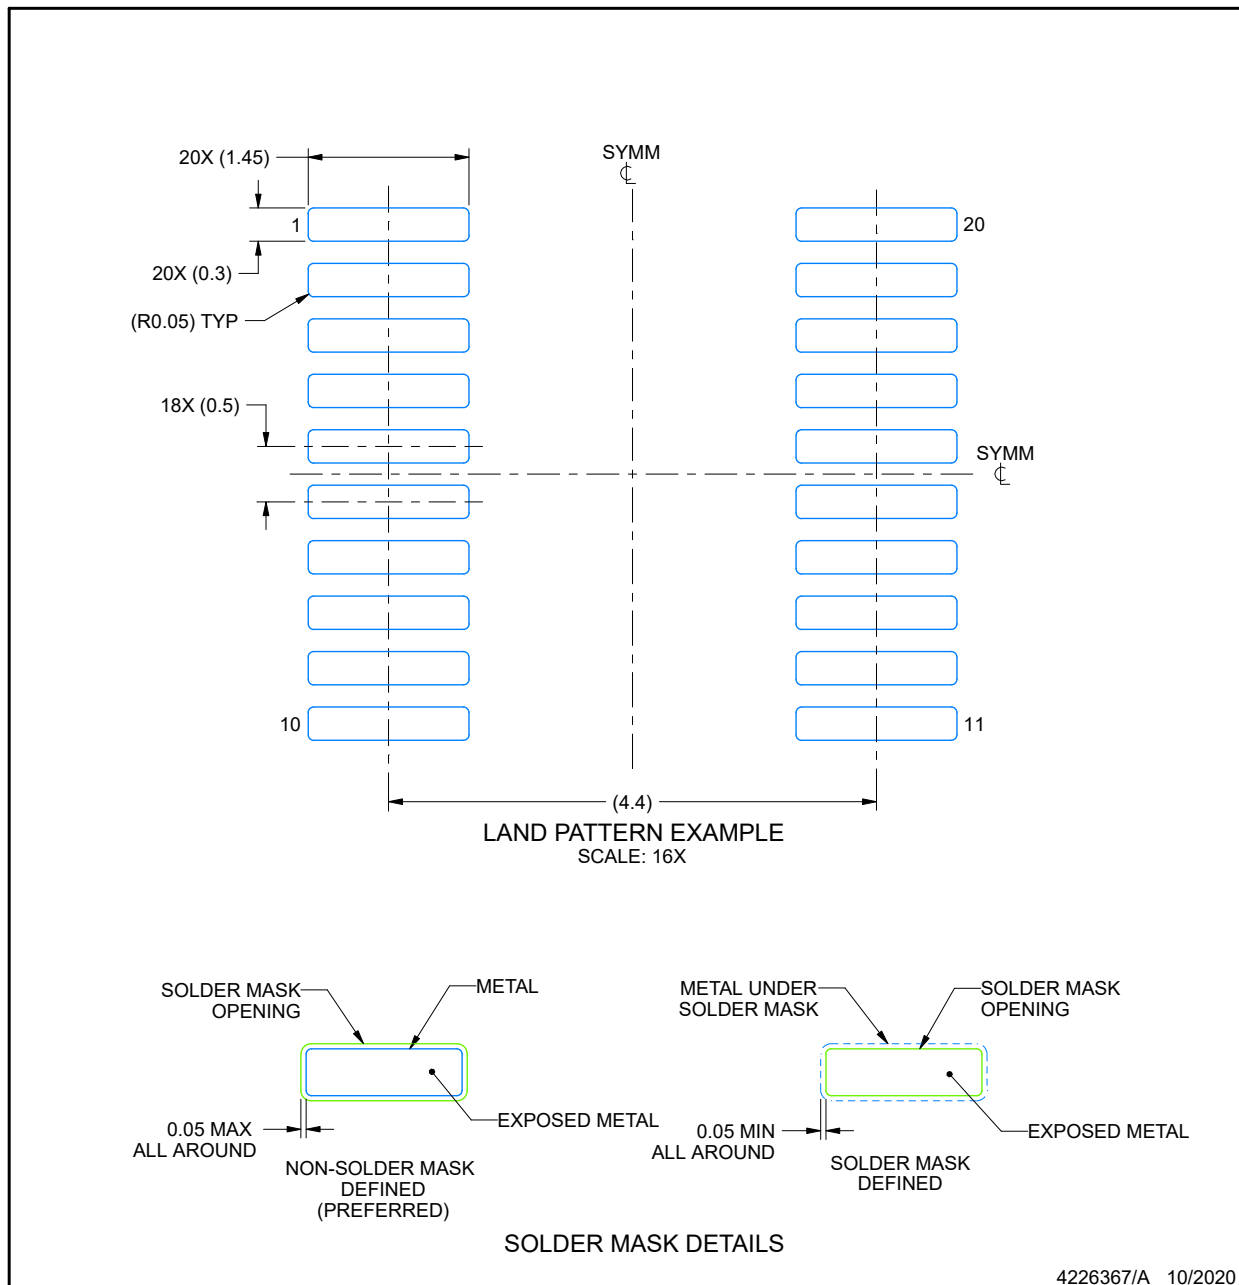 20X (1.45)
SYMM
℄
1
20
20X (0.3)
(R0.05) TYP
18X (0.5)
SYMM
℄
10
11
(4.4)
LAND PATTERN EXAMPLE
SCALE: 16X
SOLDER MASK
OPENING
METAL
EXPOSED METAL
0.05 MAX
ALL AROUND
NON-SOLDER MASK
DEFINED
(PREFERRED)
METAL UNDER
SOLDER MASK
SOLDER MASK
OPENING
EXPOSED METAL
0.05 MIN
ALL AROUND
SOLDER MASK
DEFINED
SOLDER MASK DETAILS
4226367/A 10/2020